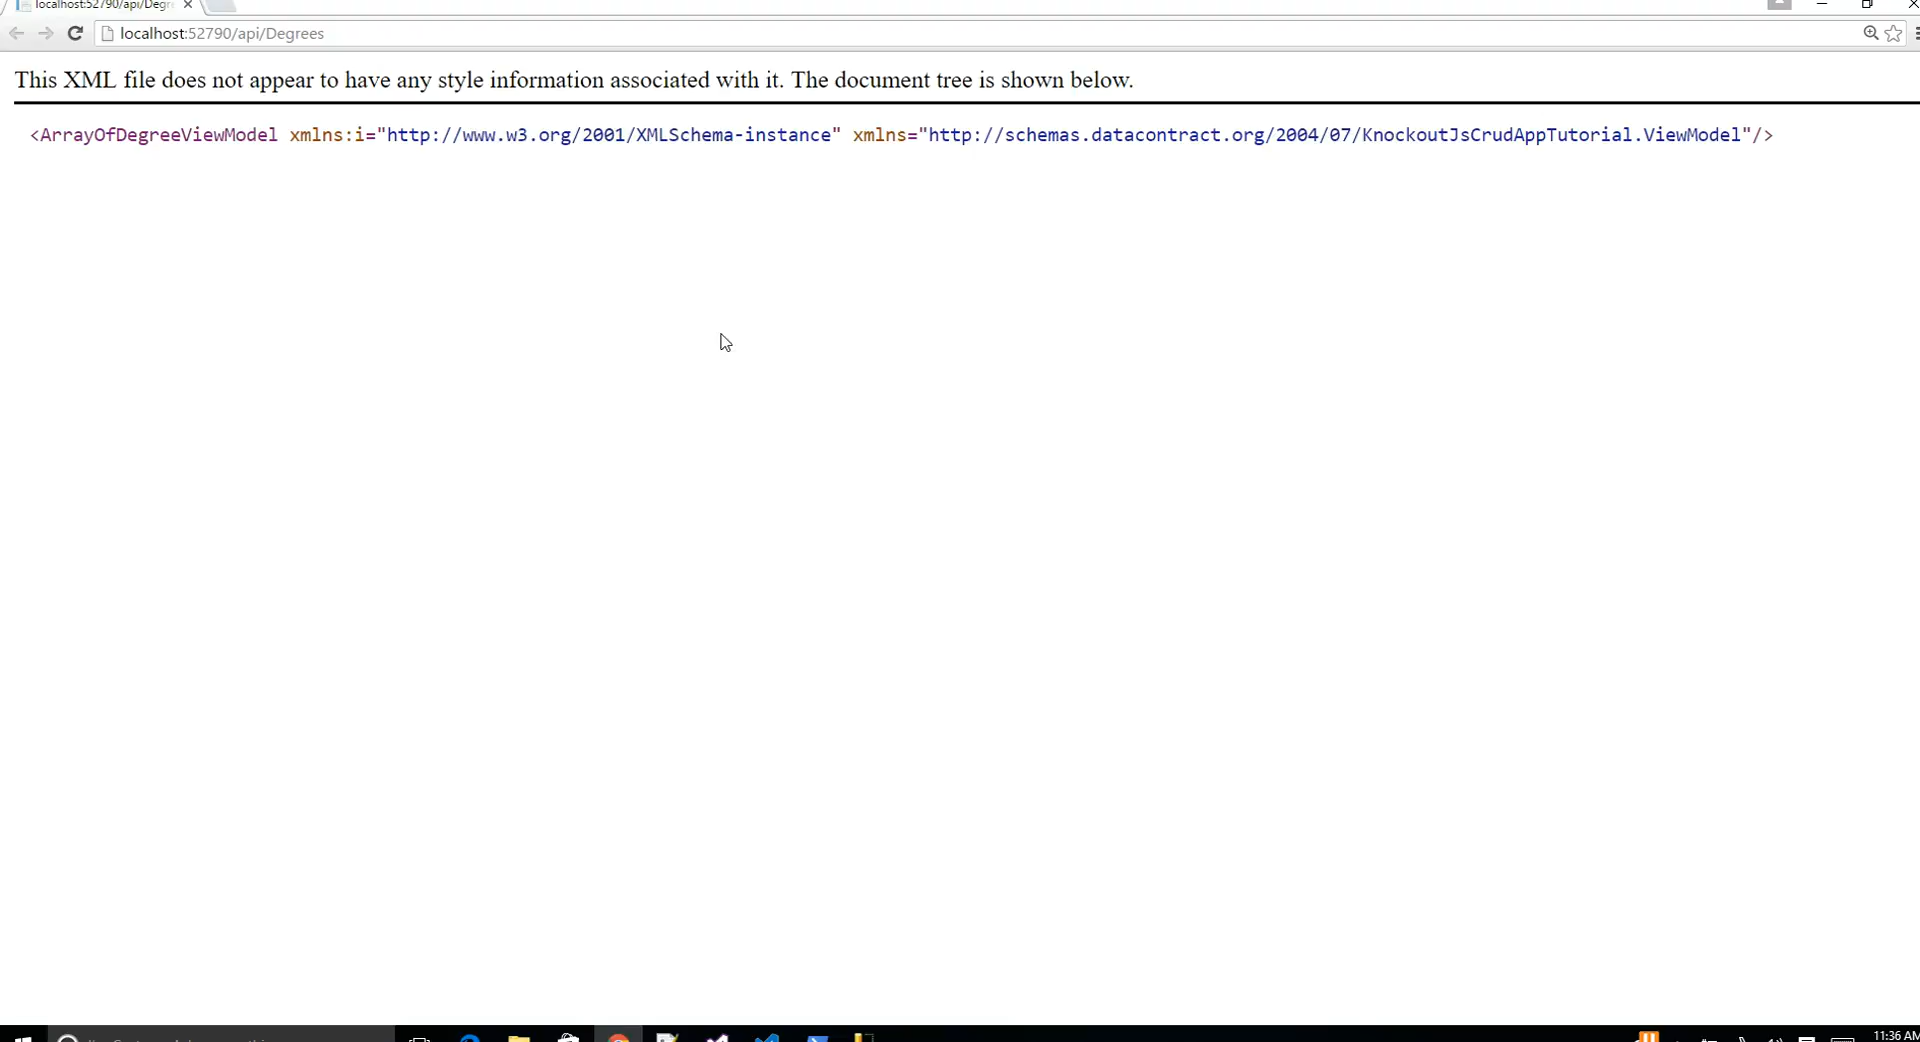 localhost:52790/api/Degr
localhost:52790/api/Degrees
This XML file does not appear to have any style information associated with it. The document tree is shown below.
<ArrayOfDegreeViewModel xmlns:i="http://www.w3.org/2001/XMLSchema-instance" xmlns="http://schemas.datacontract.org/2004/07/KnockoutJsCrudAppTutorial.ViewModel"/>
11:36 AM